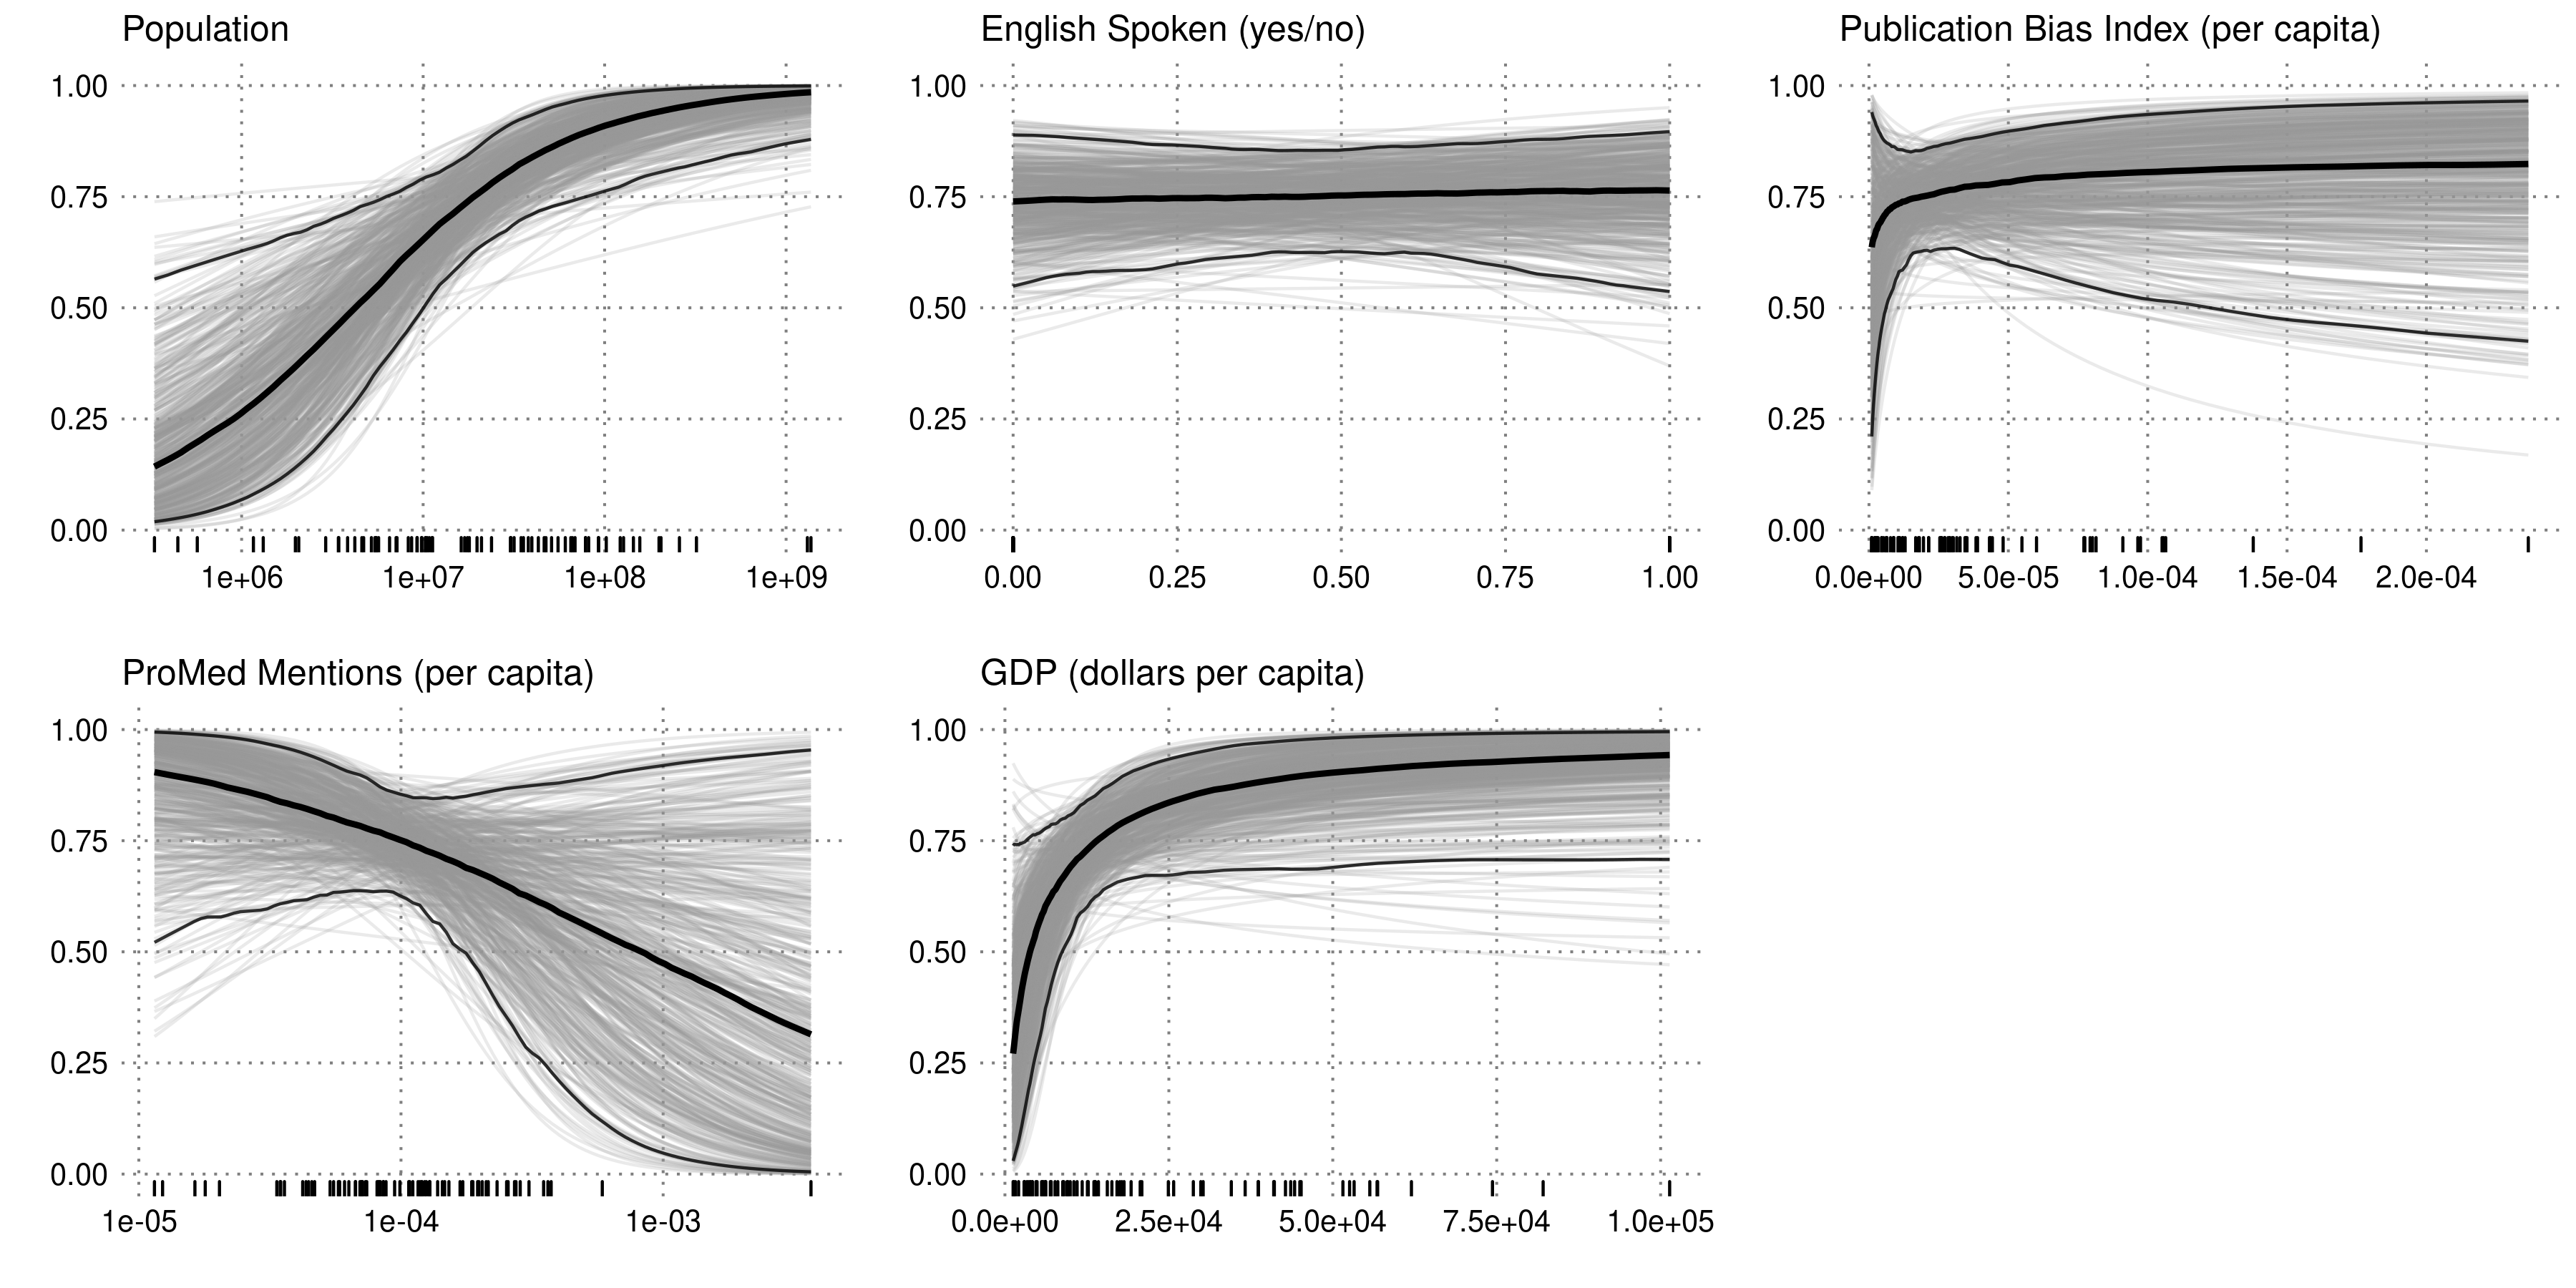 Population
English Spoken (yes/no)
Publication Bias Index (per capita)
1.00
0.75
0.50
0.25
0.00
1e+06 1e+07 1e+08 1e+09
1.00
0.75
0.50
0.25
0.00
0.00 0.25 0.50 0.75 1.00
1.00
0.75
0.50
0.25
0.00
0.0e+00 5.0e-05 1.0e-04 1.5e-04 2.0e-04
ProMed Mentions (per capita)
GDP (dollars per capita)
1.00
0.75
0.50
0.25
0.00
1e-05 1e-04 1e-03
1.00
0.75
0.50
0.25
0.00
0.0e+00 2.5e+04 5.0e+04 7.5e+04 1.0e+05